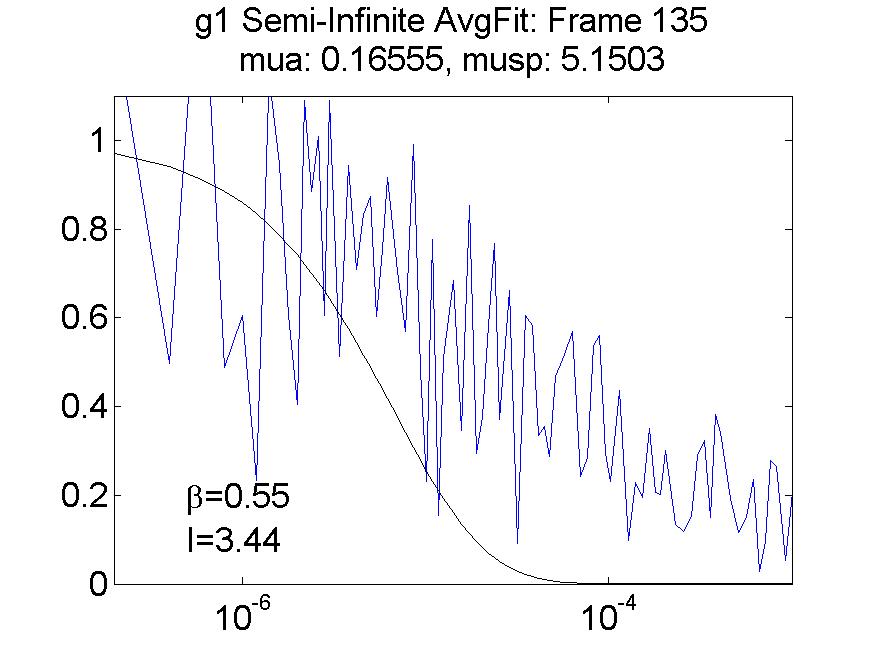 g1 Semi-Infinite AvgFit: Frame 135
mua: 0.16555, musp: 5.1503
1
0.8
0.6
0.4
0.2
0
β=0.55
I=3.44
10^-6
10^-4